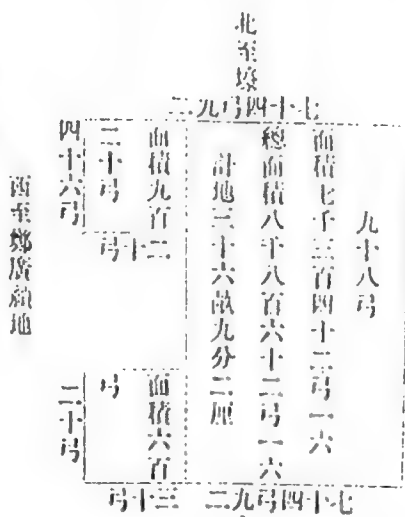 北至壕
七十四弓九二
九十八弓
面積七千三百四十二弓一六
總面積八千八百六十二弓一六
計地三十六畝九分二厘
面積九百
二十弓
四十六弓
二十弓
面積六百
弓
二十弓
七十四弓九二
三十弓
西至鄭廣頴地